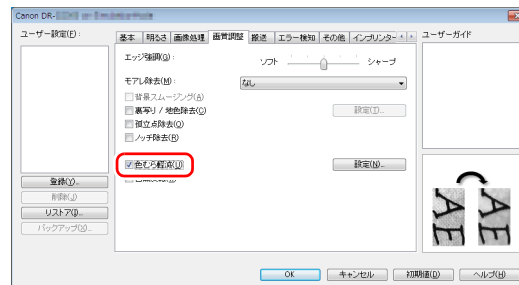 Canon DR-
ユーザー設定(E):
基本 明るさ 画像処理 画質調整 搬送 エラー検知 その他 インプリンター
ユーザーガイド
エッジ強調(G):
ソフト シャープ
モアレ除去(M):
なし
背景スムージング(A)
裏写り / 地色除去(C)
設定(T)...
孤立点除去(O)
ノッチ除去(R)
色むら軽減(U)
設定(N)...
登録(Y)...
削除(J)
リストア(I)...
バックアップ(X)...
AE AE
OK キャンセル 初期値(D) ヘルプ(H)